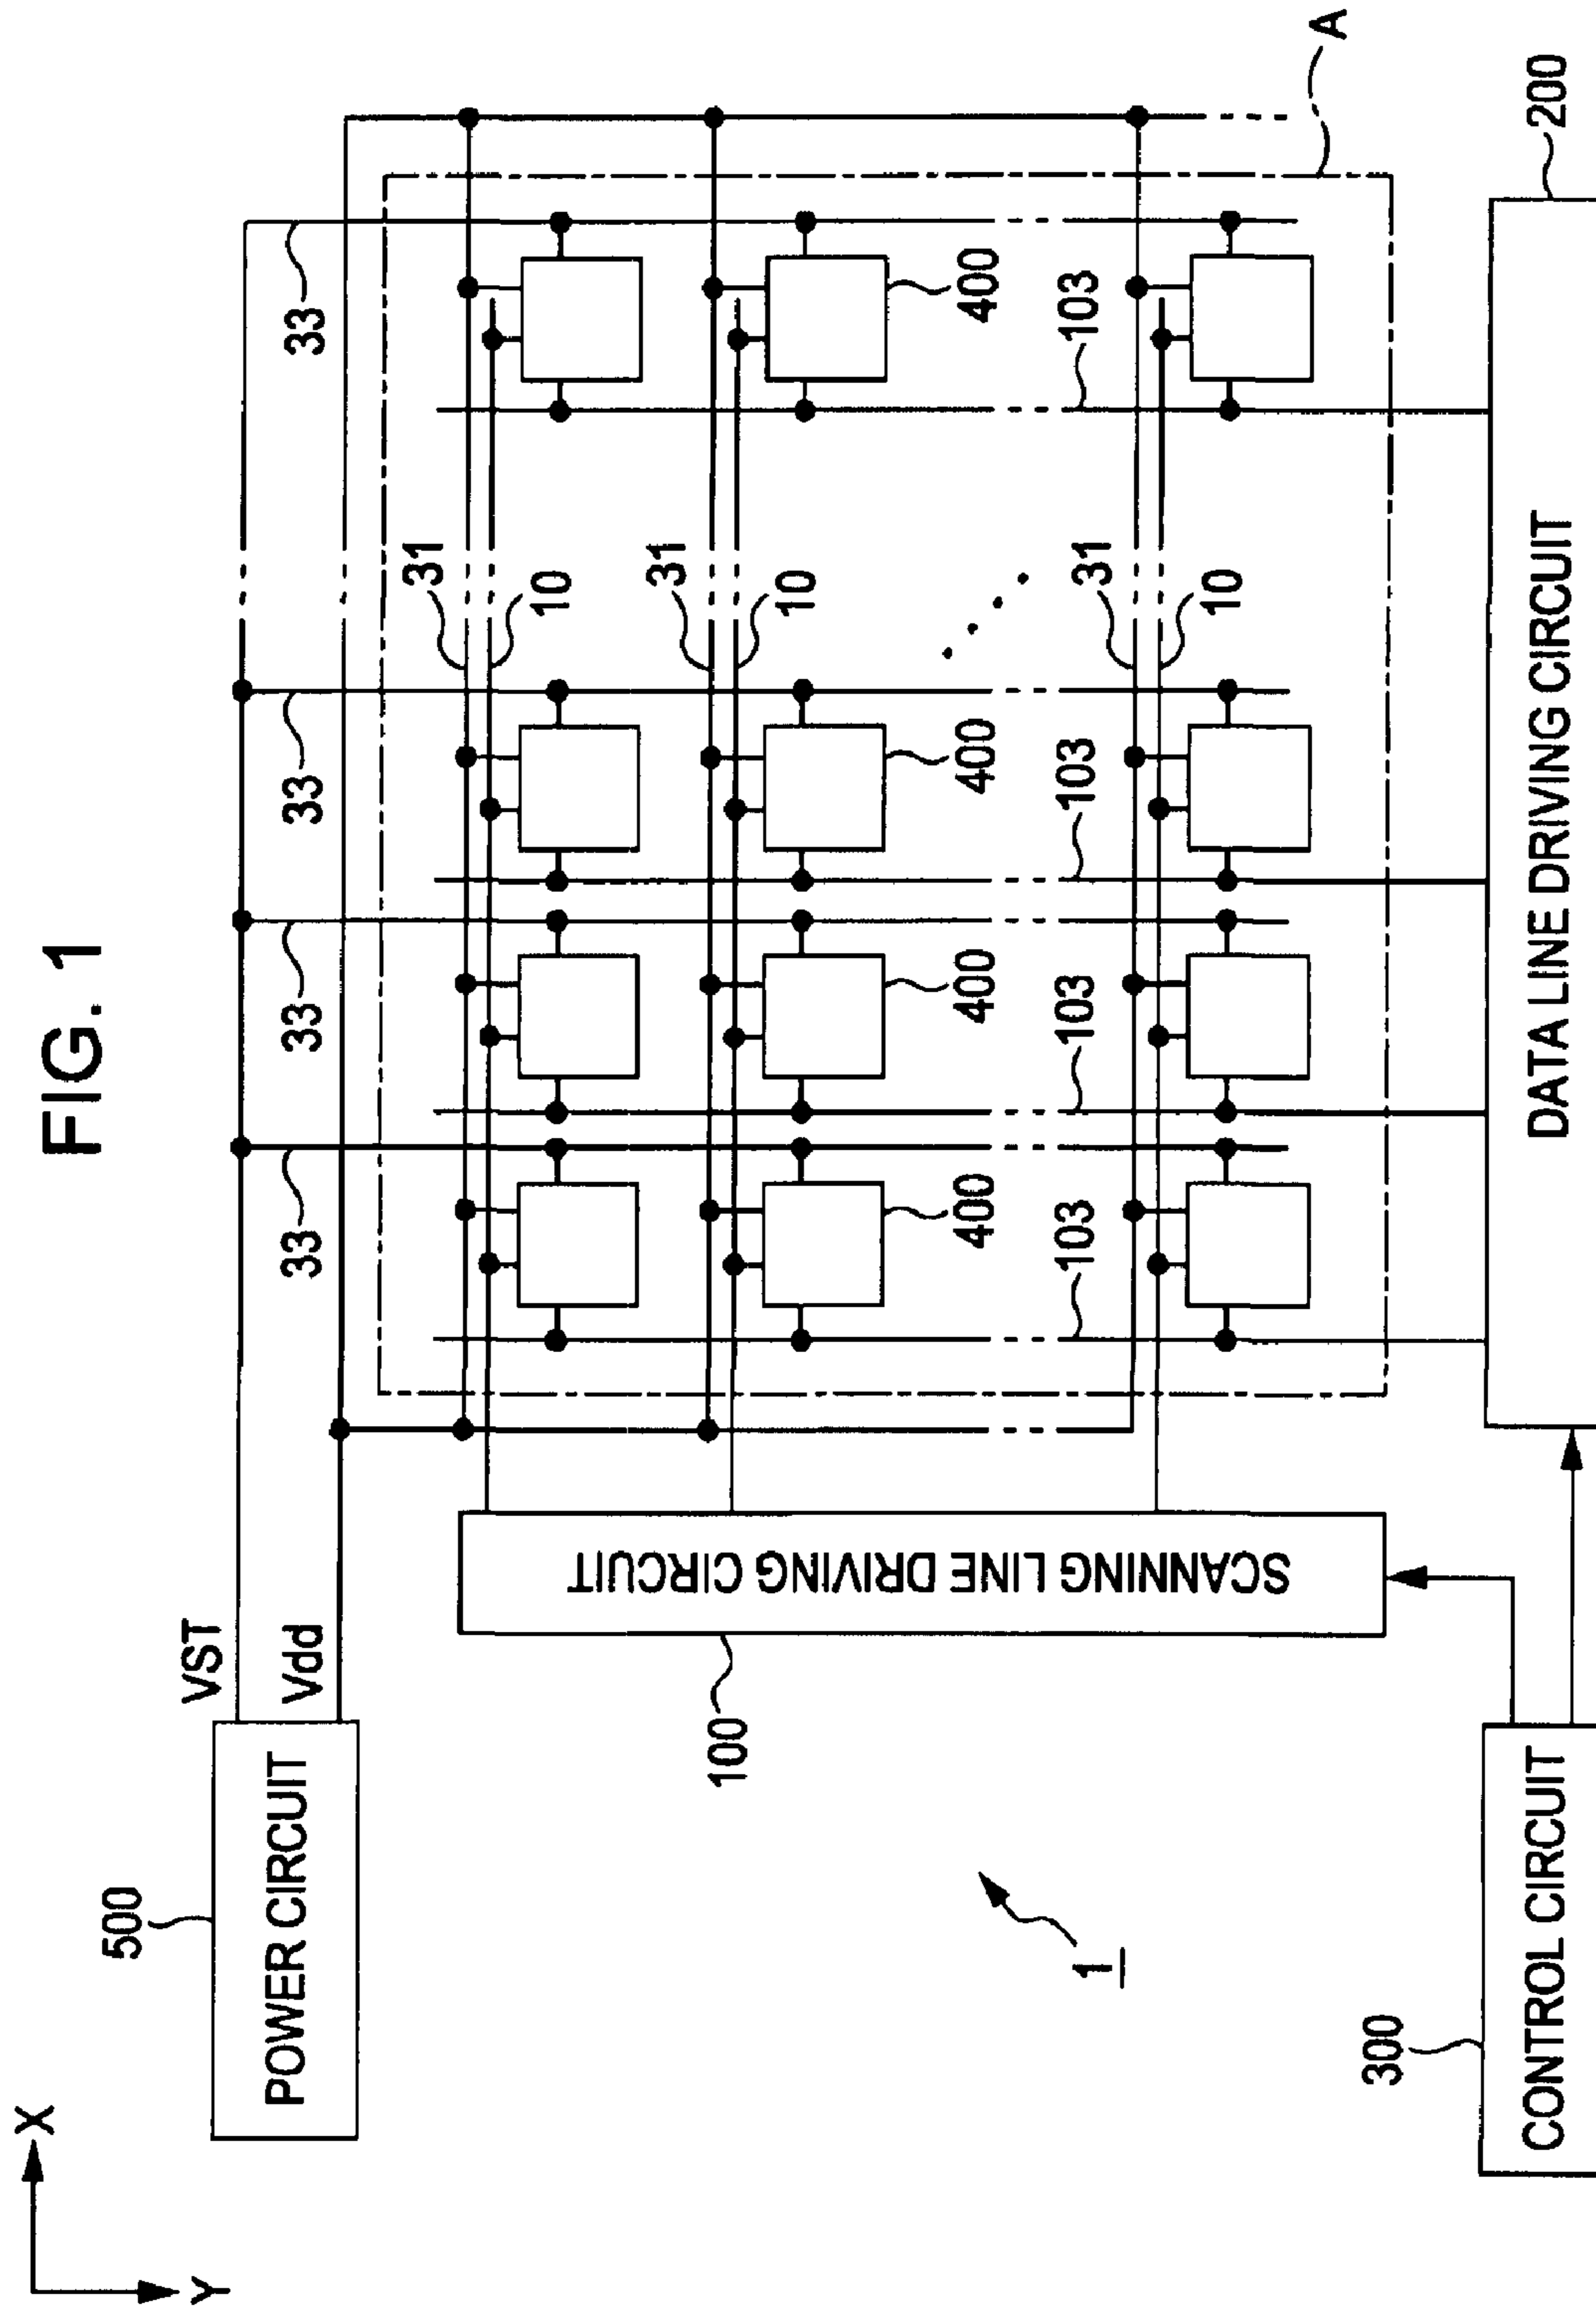 FIG. 1
X
Y
500
POWER CIRCUIT
VST
Vdd
33
33
33
33
31
10
31
10
31
10
400
400
400
400
103
103
103
103
A
SCANNING LINE DRIVING CIRCUIT
100
1
300
CONTROL CIRCUIT
DATA LINE DRIVING CIRCUIT
200